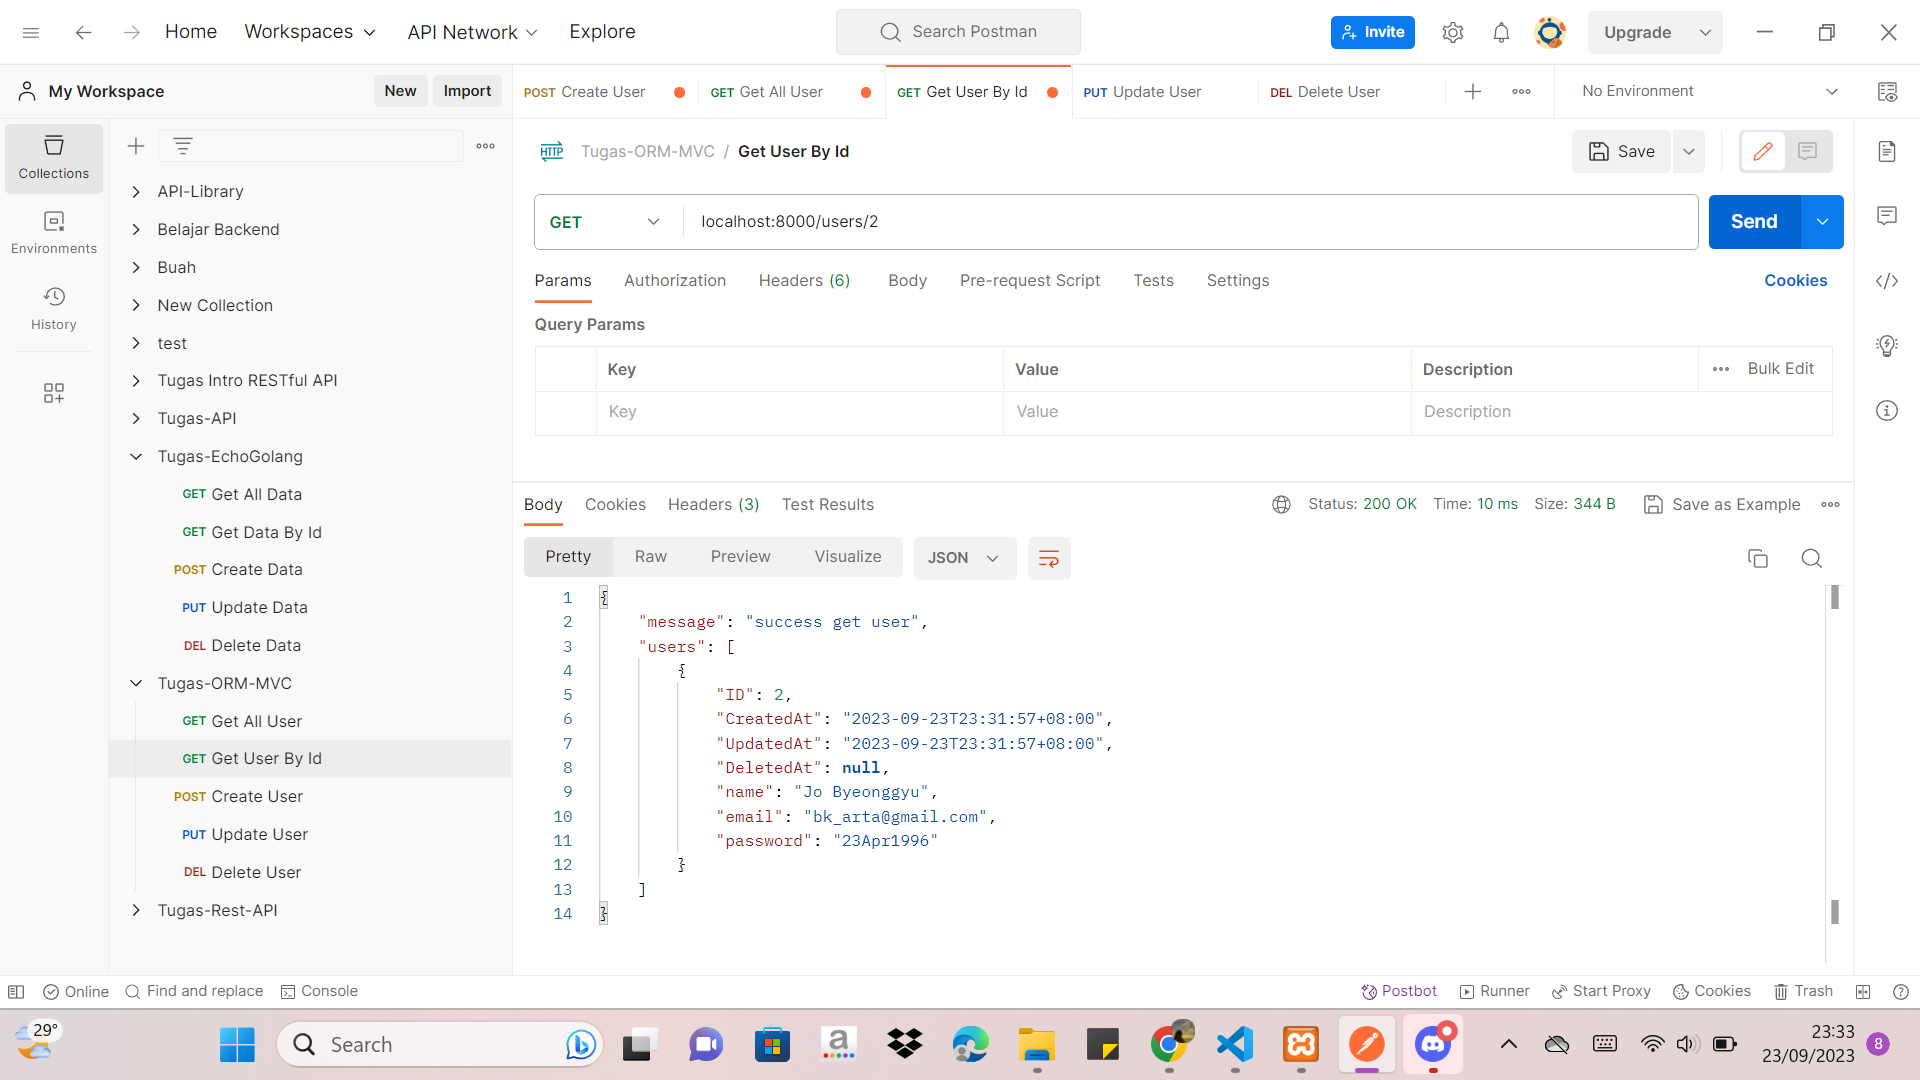 Home
Workspaces
API Network
Explore
Search Postman
Invite
Upgrade
My Workspace
New
Import
POST Create User
GET Get All User
GET Get User By Id
PUT Update User
DEL Delete User
No Environment
Collections
Environments
History
API-Library
Belajar Backend
Buah
New Collection
test
Tugas Intro RESTful API
Tugas-API
Tugas-EchoGolang
GET Get All Data
GET Get Data By Id
POST Create Data
PUT Update Data
DEL Delete Data
Tugas-ORM-MVC
GET Get All User
GET Get User By Id
POST Create User
PUT Update User
DEL Delete User
Tugas-Rest-API
HTTP Tugas-ORM-MVC / Get User By Id
Save
GET localhost:8000/users/2
Send
Params Authorization Headers (6) Body Pre-request Script Tests Settings
Cookies
Query Params
Key Value Description Bulk Edit
Key Value Description
Body Cookies Headers (3) Test Results
Status: 200 OK Time: 10 ms Size: 344 B
Save as Example
Pretty Raw Preview Visualize JSON
1 {
2 "message": "success get user",
3 "users": [
4 {
5 "ID": 2,
6 "CreatedAt": "2023-09-23T23:31:57+08:00",
7 "UpdatedAt": "2023-09-23T23:31:57+08:00",
8 "DeletedAt": null,
9 "name": "Jo Byeonggyu",
10 "email": "bk_arta@gmail.com",
11 "password": "23Apr1996"
12 }
13 ]
14 }
Online
Find and replace
Console
Postbot
Runner
Start Proxy
Cookies
Trash
29°
Search
a
23:33
23/09/2023
8